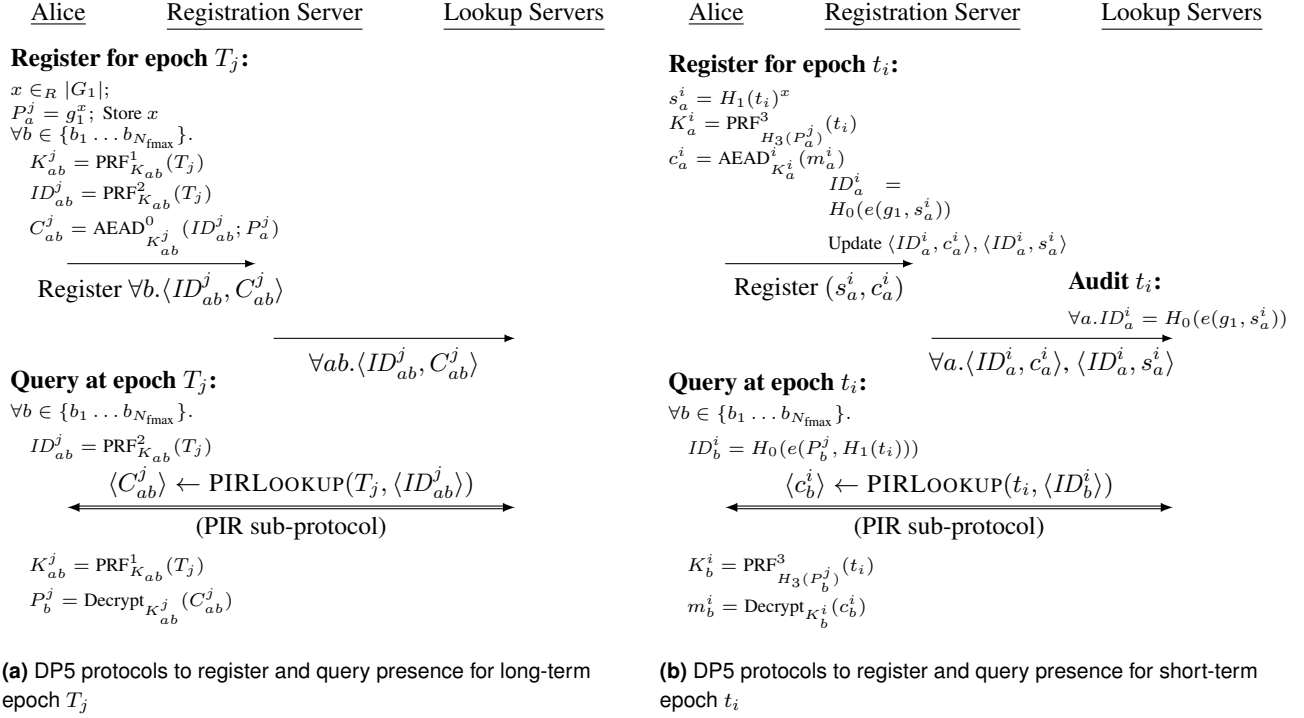 Alice Registration Server Lookup Servers
Register for epoch T_j:
x ∈_R |G_1|;
P_a^j = g_1^x; Store x
∀b ∈ {b_1 … b_{N_fmax}}.
K_{ab}^j = PRF^1_{K_{ab}}(T_j)
ID_{ab}^j = PRF^2_{K_{ab}}(T_j)
C_{ab}^j = AEAD^0_{K_{ab}^j}(ID_{ab}^j; P_a^j)
Register ∀b.⟨ID_{ab}^j, C_{ab}^j⟩
∀ab.⟨ID_{ab}^j, C_{ab}^j⟩
Query at epoch T_j:
∀b ∈ {b_1 … b_{N_fmax}}.
ID_{ab}^j = PRF^2_{K_{ab}}(T_j)
⟨C_{ab}^j⟩ ← PIRLOOKUP(T_j, ⟨ID_{ab}^j⟩)
(PIR sub-protocol)
K_{ab}^j = PRF^1_{K_{ab}}(T_j)
P_b^j = Decrypt_{K_{ab}^j}(C_{ab}^j)
(a) DP5 protocols to register and query presence for long-term
epoch T_j
Alice Registration Server Lookup Servers
Register for epoch t_i:
s_a^i = H_1(t_i)^x
K_a^i = PRF^3_{H_3(P_a^j)}(t_i)
c_a^i = AEAD^i_{K_a^i}(m_a^i)
ID_a^i =
H_0(e(g_1, s_a^i))
Update ⟨ID_a^i, c_a^i⟩, ⟨ID_a^i, s_a^i⟩
Register (s_a^i, c_a^i)
Audit t_i:
∀a.ID_a^i = H_0(e(g_1, s_a^i))
∀a.⟨ID_a^i, c_a^i⟩, ⟨ID_a^i, s_a^i⟩
Query at epoch t_i:
∀b ∈ {b_1 … b_{N_fmax}}.
ID_b^i = H_0(e(P_b^j, H_1(t_i)))
⟨c_b^i⟩ ← PIRLOOKUP(t_i, ⟨ID_b^i⟩)
(PIR sub-protocol)
K_b^i = PRF^3_{H_3(P_b^j)}(t_i)
m_b^i = Decrypt_{K_b^i}(c_b^i)
(b) DP5 protocols to register and query presence for short-term
epoch t_i